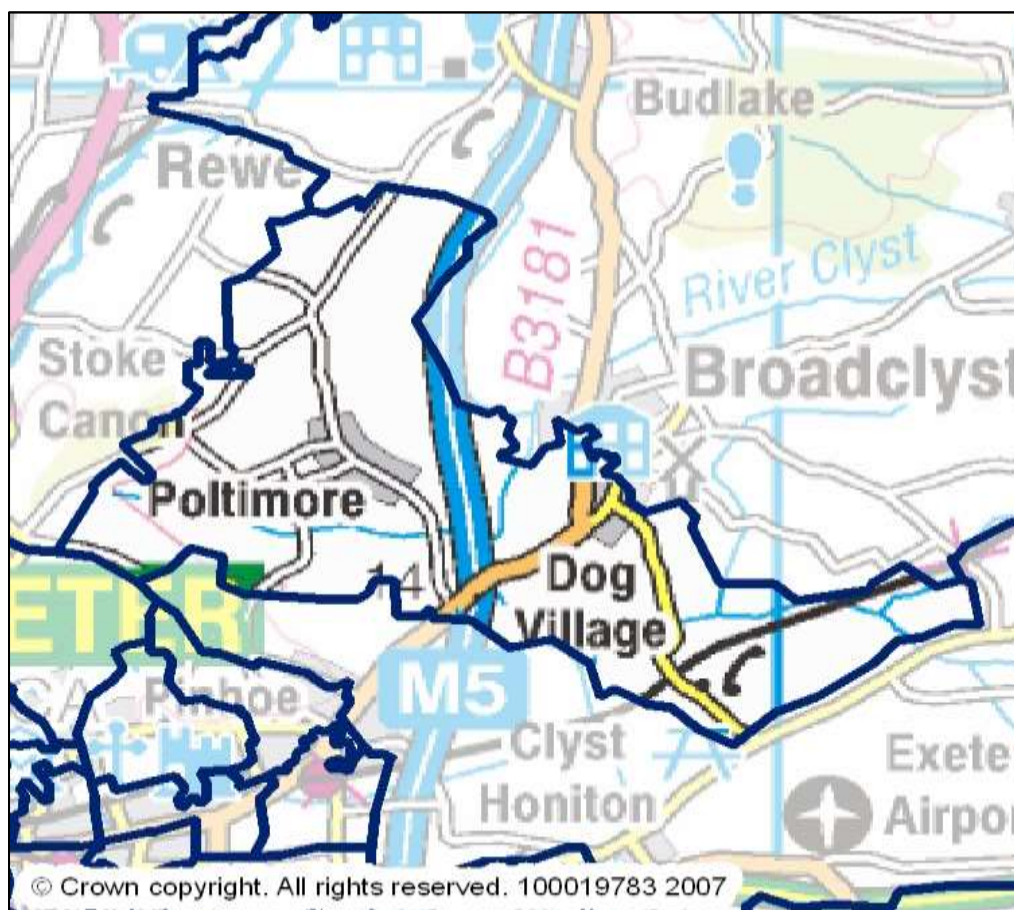 Budlake
Rewe
B3181
River Clyst
Stoke
Canon
Broadclyst
Poltimore
14
Dog
Village
ETER
Pinhoe
M5
Clyst
Honiton
Exete
Airpor
© Crown copyright. All rights reserved. 100019783 2007